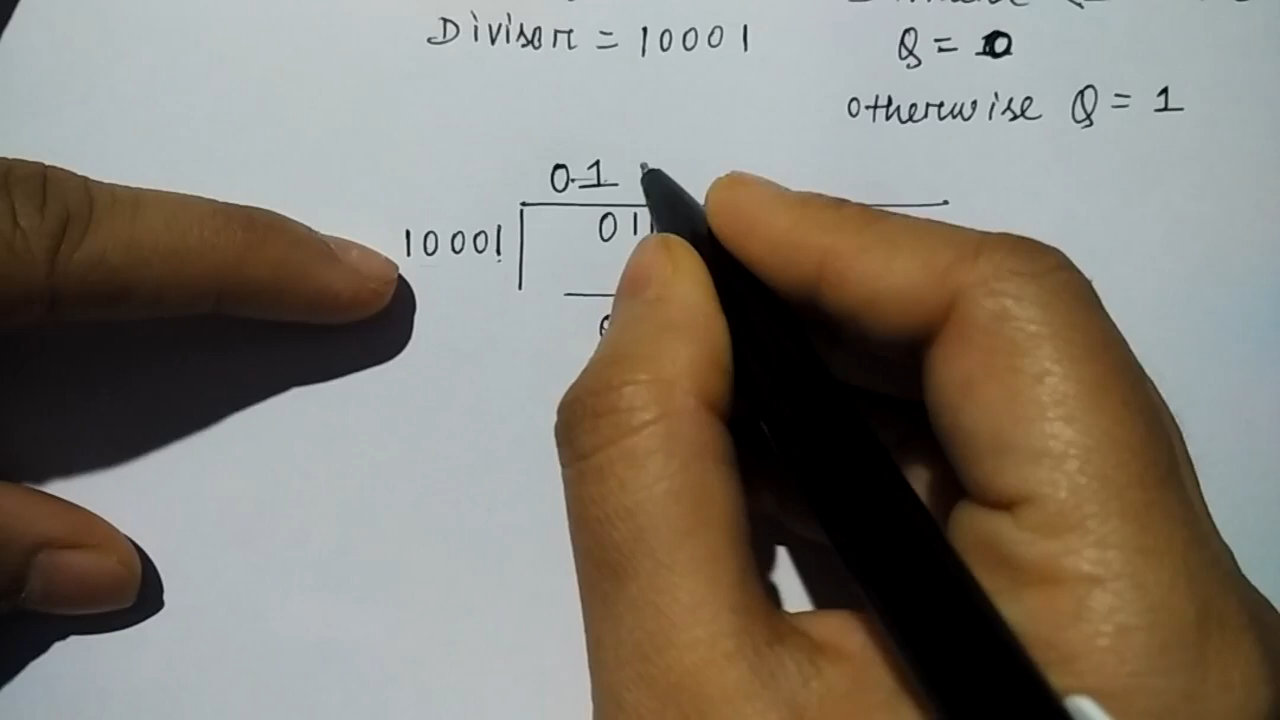 Divisor = 10001
Q = 0
otherwise Q = 1
01
10001 01